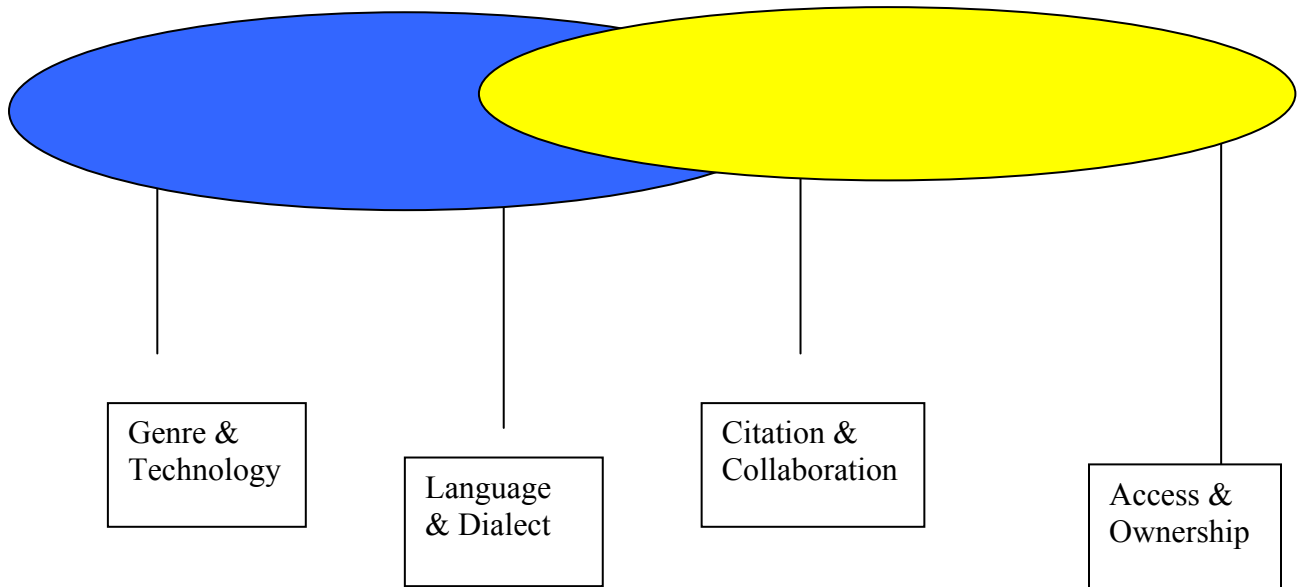 Genre &
Technology
Language
& Dialect
Citation &
Collaboration
Access &
Ownership